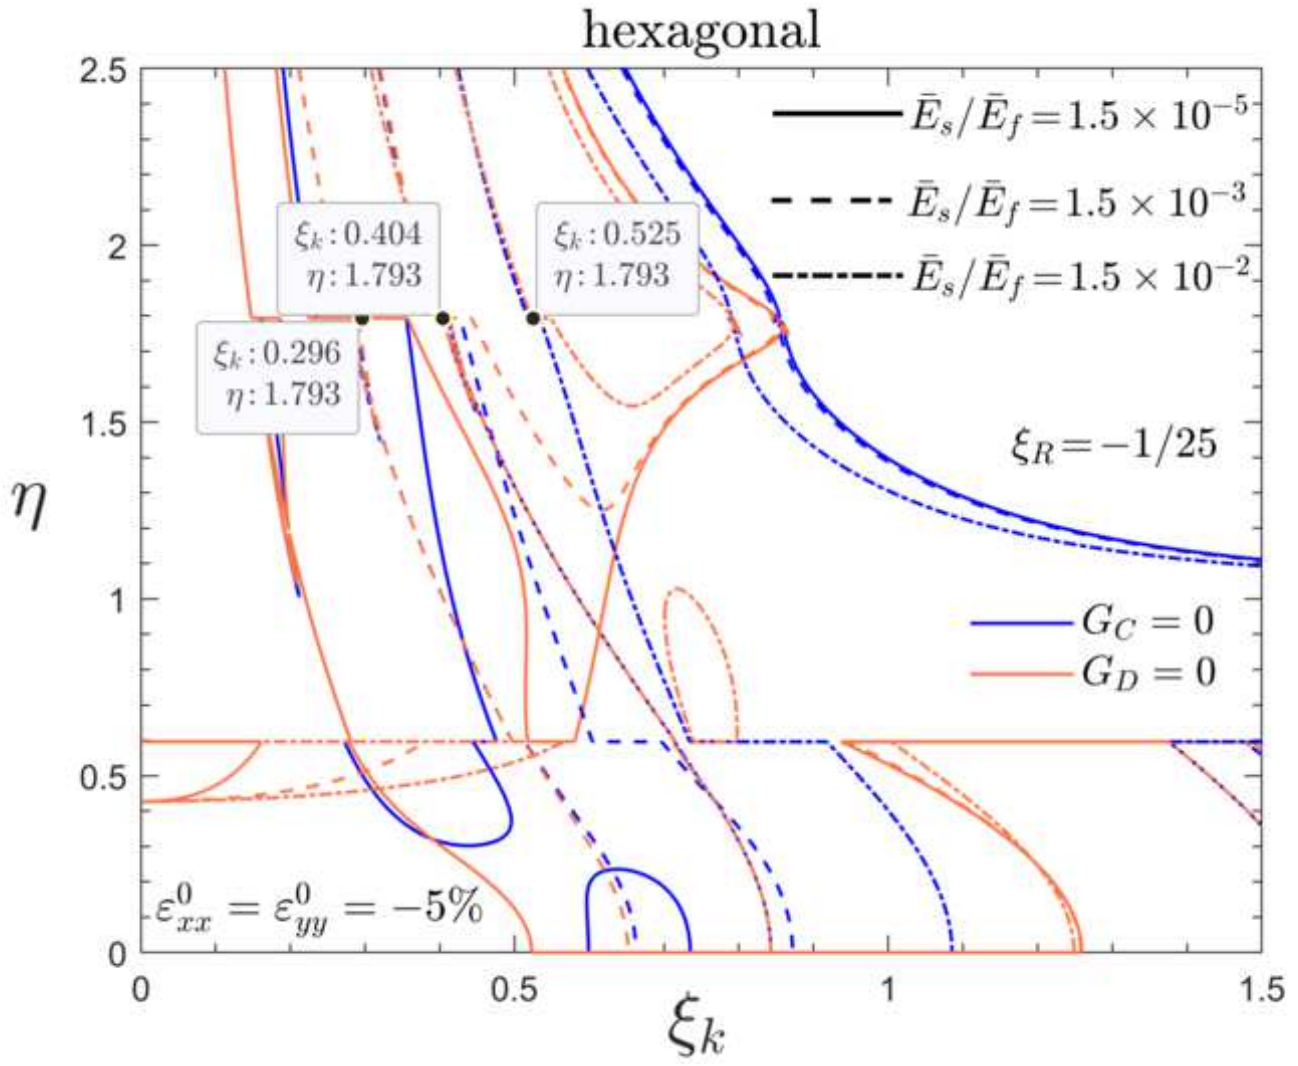 hexagonal
2.5
2
1.5
1
0.5
0
η
Ē_s/Ē_f = 1.5 × 10⁻⁵
Ē_s/Ē_f = 1.5 × 10⁻³
Ē_s/Ē_f = 1.5 × 10⁻²
ξ_k: 0.404
η: 1.793
ξ_k: 0.525
η: 1.793
ξ_k: 0.296
η: 1.793
ξ_R = −1/25
G_C = 0
G_D = 0
ε⁰_xx = ε⁰_yy = −5%
0
0.5
1
1.5
ξ_k